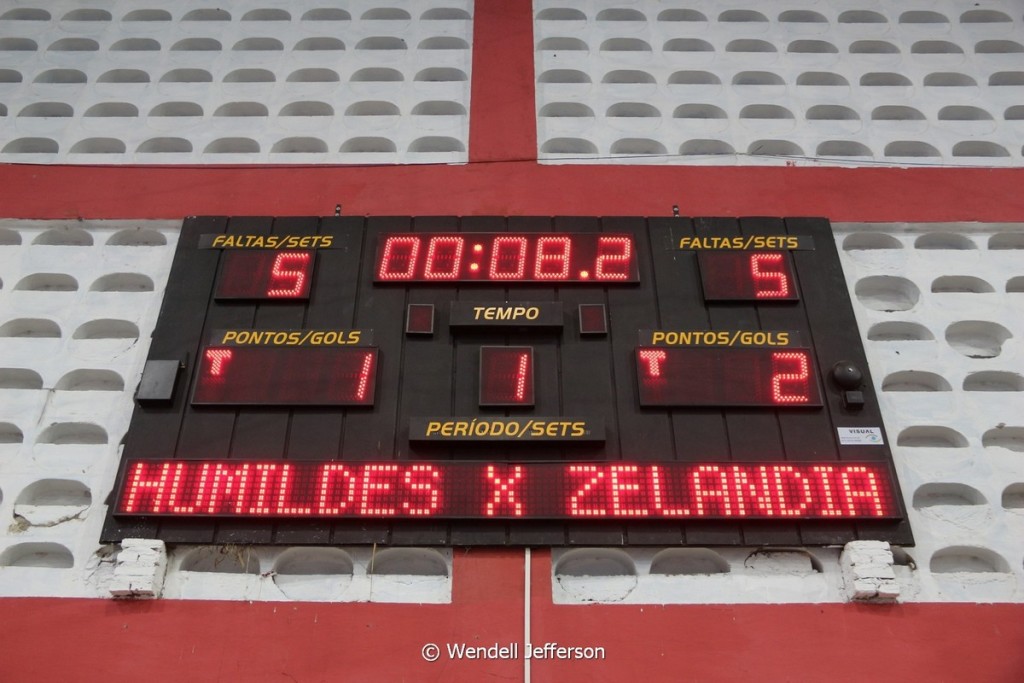 FALTAS/SETS 00:08.2 FALTAS/SETS
5 5
TEMPO
PONTOS/GOLS PONTOS/GOLS
T 1 1 T 2
PERÍODO/SETS
VISUAL
HUMILDES X ZELANDIA
© Wendell Jefferson